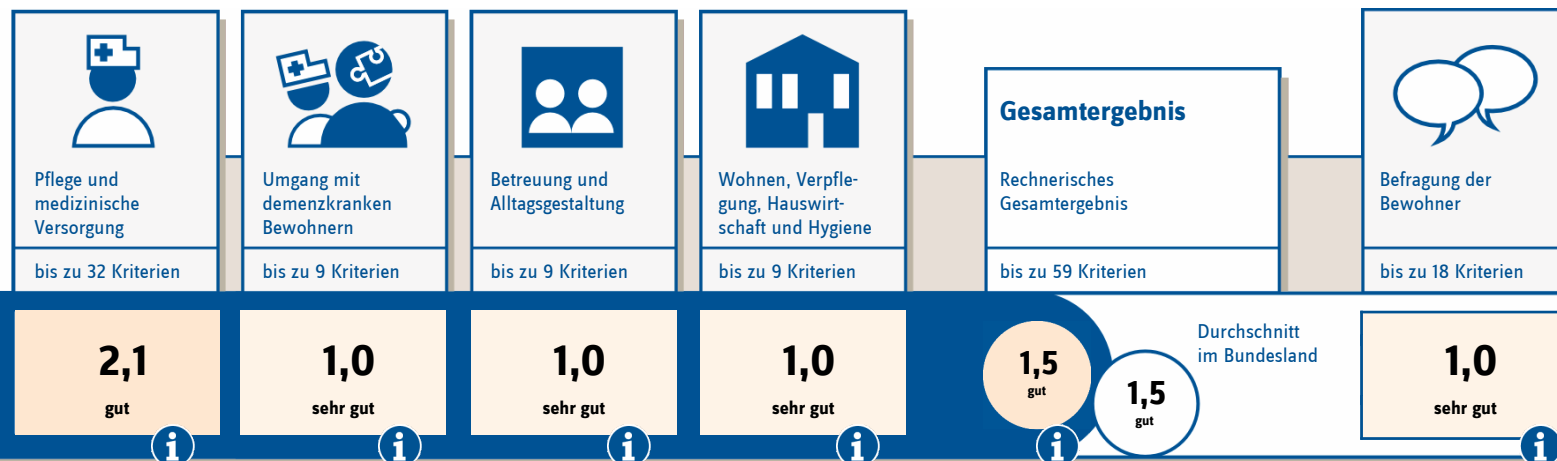 Pflege und
medizinische
Versorgung
bis zu 32 Kriterien
2,1
gut
Umgang mit
demenzkranken
Bewohnern
bis zu 9 Kriterien
1,0
sehr gut
Betreuung und
Alltagsgestaltung
bis zu 9 Kriterien
1,0
sehr gut
Wohnen, Verpfle-
gung, Hauswirt-
schaft und Hygiene
bis zu 9 Kriterien
1,0
sehr gut
Gesamtergebnis
Rechnerisches
Gesamtergebnis
bis zu 59 Kriterien
1,5
gut
1,5
gut
Durchschnitt
im Bundesland
Befragung der
Bewohner
bis zu 18 Kriterien
1,0
sehr gut